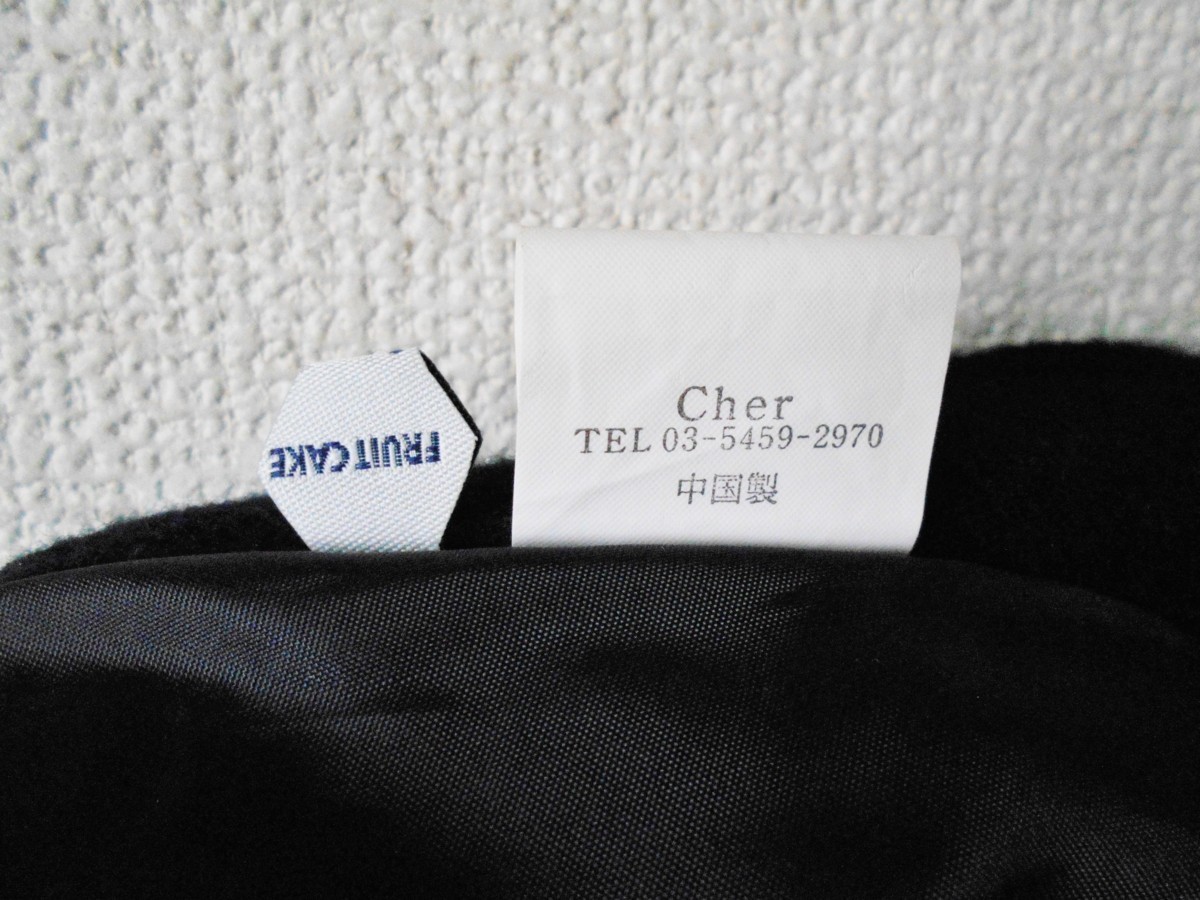 FRUIT CAKE
Cher
TEL 03-5459-2970
中国製